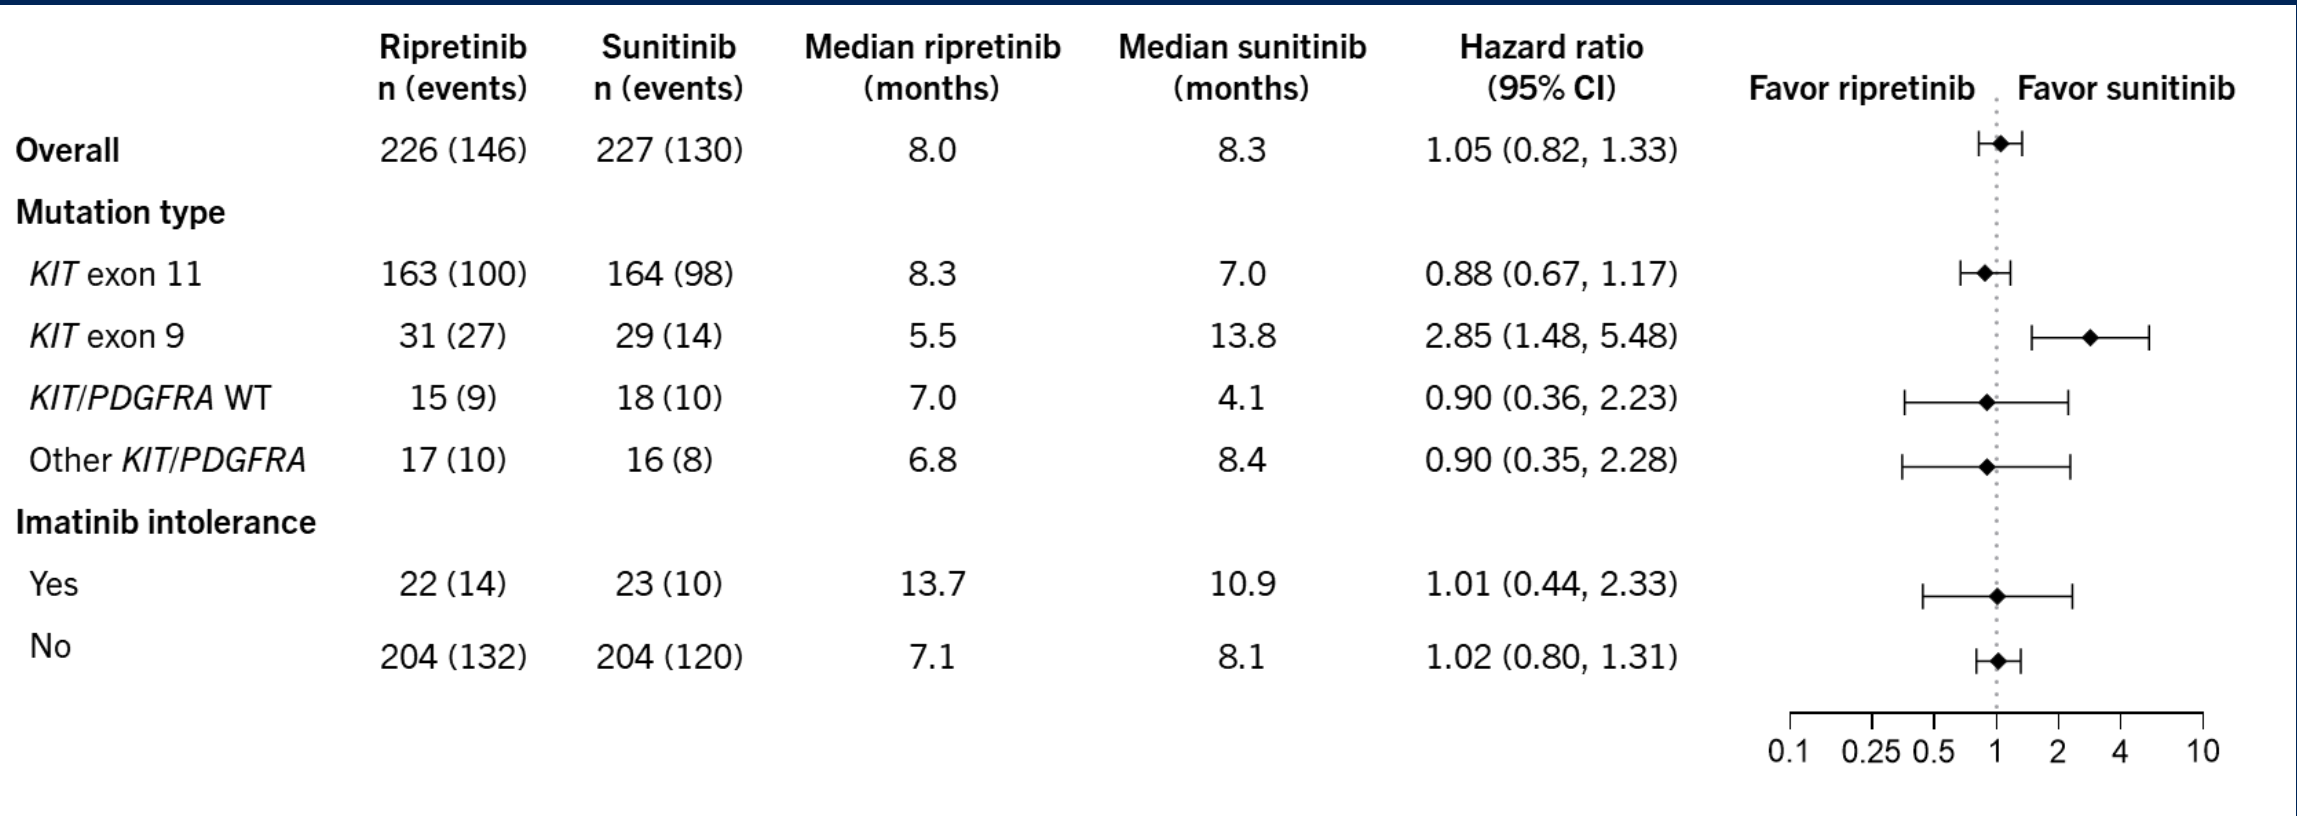 Ripretinib Sunitinib Median ripretinib Median sunitinib Hazard ratio
n (events) n (events) (months) (months) (95% CI) Favor ripretinib Favor sunitinib
Overall 226 (146) 227 (130) 8.0 8.3 1.05 (0.82, 1.33)
Mutation type
KIT exon 11 163 (100) 164 (98) 8.3 7.0 0.88 (0.67, 1.17)
KIT exon 9 31 (27) 29 (14) 5.5 13.8 2.85 (1.48, 5.48)
KIT/PDGFRA WT 15 (9) 18 (10) 7.0 4.1 0.90 (0.36, 2.23)
Other KIT/PDGFRA 17 (10) 16 (8) 6.8 8.4 0.90 (0.35, 2.28)
Imatinib intolerance
Yes 22 (14) 23 (10) 13.7 10.9 1.01 (0.44, 2.33)
No 204 (132) 204 (120) 7.1 8.1 1.02 (0.80, 1.31)
0.1 0.25 0.5 1 2 4 10